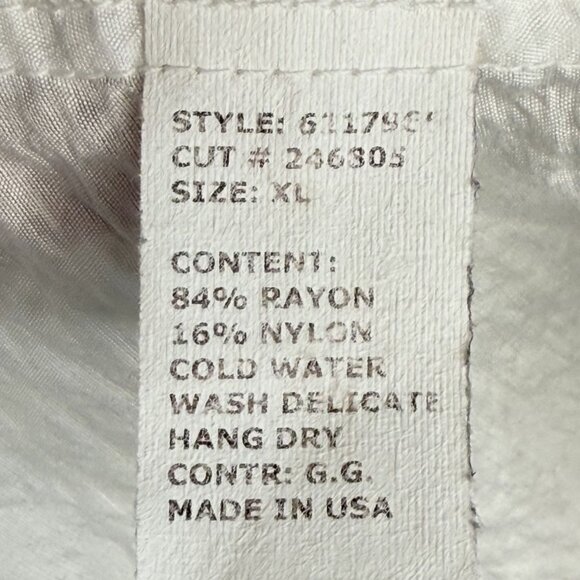 STYLE:
CUT # 246805
SIZE: XL
CONTENT:
84% RAYON
16% NYLON
COLD WATER
WASH DELICATE
HANG DRY
CONTR: G.G.
MADE IN USA